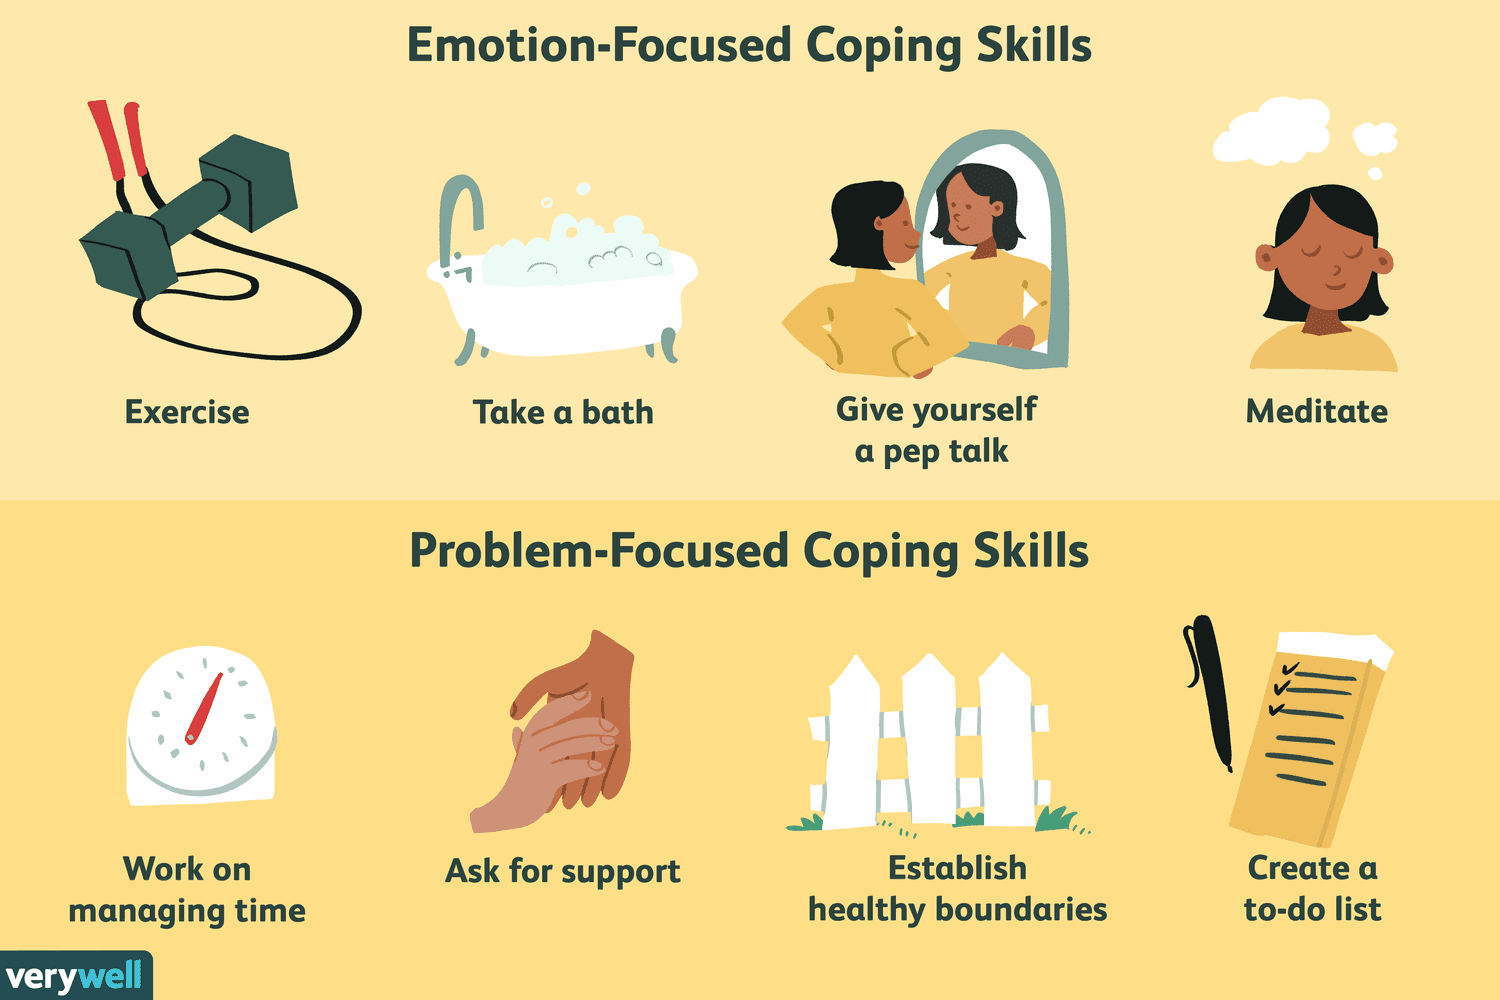 Emotion-Focused Coping Skills
Exercise
Take a bath
Give yourself
a pep talk
Meditate
Problem-Focused Coping Skills
Work on
managing time
Ask for support
Establish
healthy boundaries
Create a
to-do list
verywell